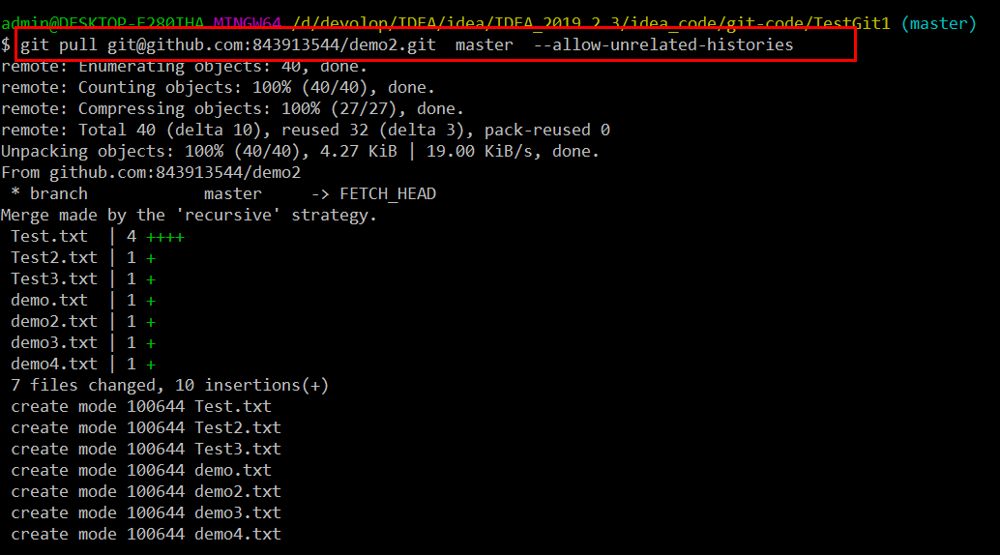 admin@DESKTOP-F280THA MINGW64 /d/devolop/IDEA/idea/IDEA_2019_2_3/idea_code/git-code/TestGit1 (master)
$ git pull git@github.com:843913544/demo2.git  master  --allow-unrelated-histories
remote: Enumerating objects: 40, done.
remote: Counting objects: 100% (40/40), done.
remote: Compressing objects: 100% (27/27), done.
remote: Total 40 (delta 10), reused 32 (delta 3), pack-reused 0
Unpacking objects: 100% (40/40), 4.27 KiB | 19.00 KiB/s, done.
From github.com:843913544/demo2
 * branch            master     -> FETCH_HEAD
Merge made by the 'recursive' strategy.
 Test.txt  | 4 ++++
 Test2.txt | 1 +
 Test3.txt | 1 +
 demo.txt  | 1 +
 demo2.txt | 1 +
 demo3.txt | 1 +
 demo4.txt | 1 +
 7 files changed, 10 insertions(+)
 create mode 100644 Test.txt
 create mode 100644 Test2.txt
 create mode 100644 Test3.txt
 create mode 100644 demo.txt
 create mode 100644 demo2.txt
 create mode 100644 demo3.txt
 create mode 100644 demo4.txt